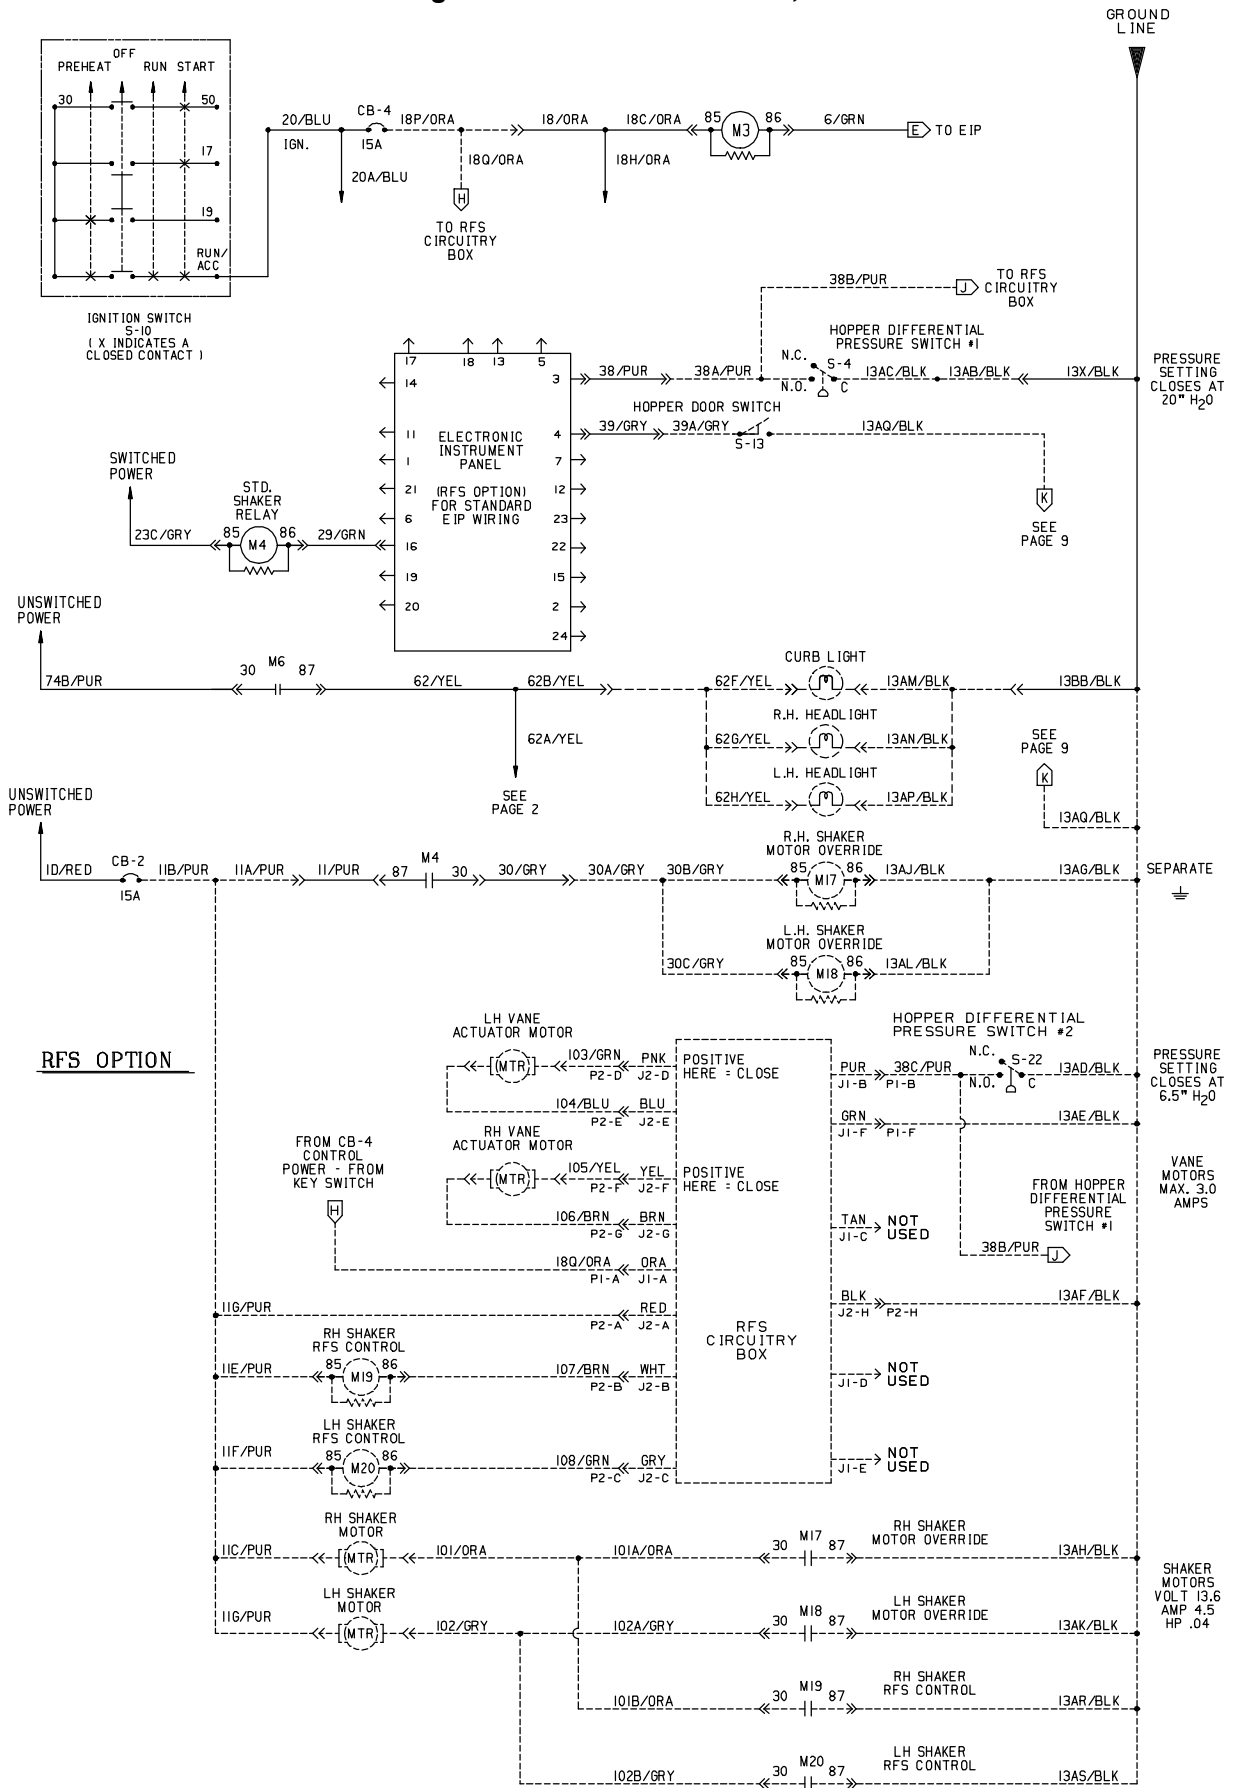 GROUND
LINE
OFF
PREHEAT RUN START
30 50
17
19
RUN/
ACC
IGNITION SWITCH
S-10
( X INDICATES A
CLOSED CONTACT )
20/BLU
IGN.
20A/BLU
CB-4
15A
18P/ORA
18Q/ORA
H
TO RFS
CIRCUITRY
BOX
18/ORA
18H/ORA
18C/ORA
85 M3 86
6/GRN
E TO EIP
38B/PUR
J
TO RFS
CIRCUITRY
BOX
HOPPER DIFFERENTIAL
PRESSURE SWITCH #1
N.C.
S-4
N.O. C
38/PUR
38A/PUR
13AC/BLK
13AB/BLK
13X/BLK
PRESSURE
SETTING
CLOSES AT
20" H2O
HOPPER DOOR SWITCH
39/GRY
39A/GRY
S-13
13AQ/BLK
K
SEE
PAGE 9
17 18 13 5
14 3
11 4
1 7
21 12
6 23
16 22
19 15
20 2
24
ELECTRONIC
INSTRUMENT
PANEL
(RFS OPTION)
FOR STANDARD
EIP WIRING
SWITCHED
POWER
STD.
SHAKER
RELAY
23C/GRY
85 M4 86
29/GRN
UNSWITCHED
POWER
74B/PUR
30 M6 87
62/YEL
62B/YEL
62A/YEL
SEE
PAGE 2
CURB LIGHT
62F/YEL
13AM/BLK
13BB/BLK
R.H. HEADLIGHT
62G/YEL
13AN/BLK
L.H. HEADLIGHT
62H/YEL
13AP/BLK
SEE
PAGE 9
K
13AQ/BLK
UNSWITCHED
POWER
1D/RED
CB-2
15A
11B/PUR
11A/PUR
11/PUR
87 M4 30
30/GRY
30A/GRY
30B/GRY
R.H. SHAKER
MOTOR OVERRIDE
85 M17 86
13AJ/BLK
13AG/BLK
SEPARATE
L.H. SHAKER
MOTOR OVERRIDE
30C/GRY
85 M18 86
13AL/BLK
RFS OPTION
LH VANE
ACTUATOR MOTOR
(MTR)
103/GRN PNK
P2-D J2-D
POSITIVE
HERE = CLOSE
104/BLU BLU
P2-E J2-E
RH VANE
ACTUATOR MOTOR
(MTR)
105/YEL YEL
P2-F J2-F
POSITIVE
HERE = CLOSE
106/BRN BRN
P2-G J2-G
FROM CB-4
CONTROL
POWER - FROM
KEY SWITCH
H
18Q/ORA ORA
P1-A J1-A
11G/PUR
RED
P2-A J2-A
RH SHAKER
RFS CONTROL
11E/PUR
85 M19 86
107/BRN WHT
P2-B J2-B
LH SHAKER
RFS CONTROL
11F/PUR
85 M20 86
108/GRN GRY
P2-C J2-C
RFS
CIRCUITRY
BOX
HOPPER DIFFERENTIAL
PRESSURE SWITCH #2
N.C.
S-22
N.O. C
PUR 38C/PUR
J1-B P1-B
13AD/BLK
PRESSURE
SETTING
CLOSES AT
6.5" H2O
GRN
J1-F P1-F
13AE/BLK
VANE
MOTORS
MAX. 3.0
AMPS
FROM HOPPER
DIFFERENTIAL
PRESSURE
SWITCH #1
38B/PUR
J
TAN
J1-C
NOT
USED
BLK
J2-H P2-H
13AF/BLK
J1-D
NOT
USED
J1-E
NOT
USED
RH SHAKER
MOTOR
11C/PUR
(MTR)
101/ORA
101A/ORA
30 M17 87
RH SHAKER
MOTOR OVERRIDE
13AH/BLK
LH SHAKER
MOTOR
11G/PUR
(MTR)
102/GRY
102A/GRY
30 M18 87
LH SHAKER
MOTOR OVERRIDE
13AK/BLK
SHAKER
MOTORS
VOLT 13.6
AMP 4.5
HP .04
101B/ORA
30 M19 87
RH SHAKER
RFS CONTROL
13AR/BLK
102B/GRY
30 M20 87
LH SHAKER
RFS CONTROL
13AS/BLK